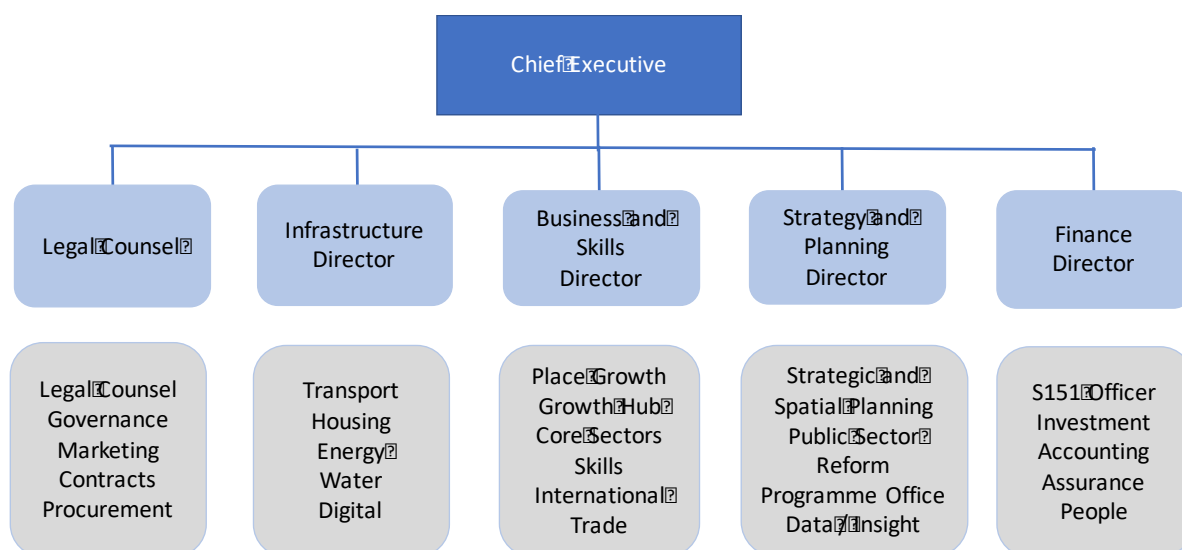 Chief Executive
Legal Counsel
Infrastructure
Director
Business and
Skills
Director
Strategy and
Planning
Director
Finance
Director
Legal Counsel
Governance
Marketing
Contracts
Procurement
Transport
Housing
Energy
Water
Digital
Place Growth
Growth Hub
Core Sectors
Skills
International
Trade
Strategic and
Spatial Planning
Public Sector
Reform
Programme Office
Data / Insight
S151 Officer
Investment
Accounting
Assurance
People